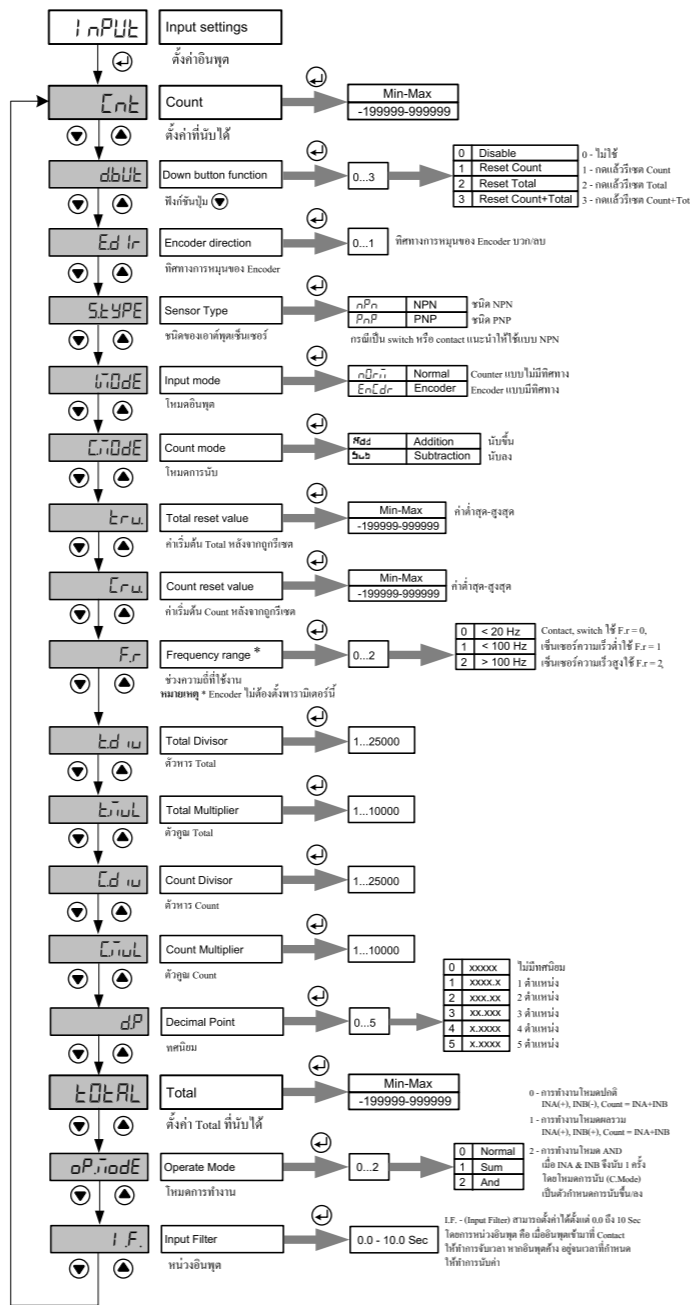 InPUt
Input settings
ตั้งค่าอินพุต
Cnt
Count
Min-Max
-199999-999999
ตั้งค่าที่นับได้
d.bUt
Down button function
0...3
0 Disable 0 - ไม่ใช้
1 Reset Count 1 - กดแล้วรีเซต Count
2 Reset Total 2 - กดแล้วรีเซต Total
3 Reset Count+Total 3 - กดแล้วรีเซต Count+Tot
ฟังก์ชันปุ่ม
E.dIr
Encoder direction
0...1
ทิศทางการหมุนของ Encoder บวก/ลบ
ทิศทางการหมุนของ Encoder
S.tYPE
Sensor Type
nPn NPN ชนิด NPN
PnP PNP ชนิด PNP
ชนิดของเอาต์พุตเซ็นเซอร์
กรณีเป็น switch หรือ contact แนะนำให้ใช้แบบ NPN
I.mOdE
Input mode
nOrm Normal Counter แบบไม่มีทิศทาง
EnCdr Encoder Encoder แบบมีทิศทาง
โหมดอินพุต
C.mOdE
Count mode
Add Addition นับขึ้น
Sub Subtraction นับลง
โหมดการนับ
t.r.u.
Total reset value
Min-Max
-199999-999999
ค่าต่ำสุด-สูงสุด
ค่าเริ่มต้น Total หลังจากถูกรีเซต
C.r.u.
Count reset value
Min-Max
-199999-999999
ค่าต่ำสุด-สูงสุด
ค่าเริ่มต้น Count หลังจากถูกรีเซต
F.r
Frequency range *
0...2
0 < 20 Hz Contact, switch ใช้ F.r = 0,
1 < 100 Hz เซ็นเซอร์ความเร็วต่ำใช้ F.r = 1
2 > 100 Hz เซ็นเซอร์ความเร็วสูงใช้ F.r = 2,
ช่วงความถี่ที่ใช้งาน
หมายเหตุ * Encoder ไม่ต้องตั้งพารามิเตอร์นี้
t.d iu
Total Divisor
1...25000
ตัวหาร Total
t.muL
Total Multiplier
1...10000
ตัวคูณ Total
C.d iu
Count Divisor
1...25000
ตัวหาร Count
C.muL
Count Multiplier
1...10000
ตัวคูณ Count
d.P
Decimal Point
0...5
0 xxxxx ไม่มีทศนิยม
1 xxxx.x 1 ตำแหน่ง
2 xxx.xx 2 ตำแหน่ง
3 xx.xxx 3 ตำแหน่ง
4 x.xxxx 4 ตำแหน่ง
5 x.xxxx 5 ตำแหน่ง
ทศนิยม
tOtAL
Total
Min-Max
-199999-999999
ตั้งค่า Total ที่นับได้
oP.modE
Operate Mode
0...2
0 Normal
1 Sum
2 And
0 - การทำงานโหมดปกติ
INA(+), INB(-), Count = INA+INB
1 - การทำงานโหมดผลรวม
INA(+), INB(+), Count = INA+INB
2 - การทำงานโหมด AND
เมื่อ INA & INB จึงนับ 1 ครั้ง
โดยโหมดการนับ (C.Mode)
เป็นตัวกำหนดการนับขึ้น/ลง
โหมดการทำงาน
I.F.
Input Filter
0.0 - 10.0 Sec
I.F. - (Input Filter) สามารถตั้งค่าได้ตั้งแต่ 0.0 ถึง 10 Sec
โดยการหน่วงอินพุต คือ เมื่ออินพุตเข้ามาที่ Contact
ให้ทำการจับเวลา หากอินพุตค้าง อยู่จนเวลาที่กำหนด
ให้ทำการนับค่า
หน่วงอินพุต